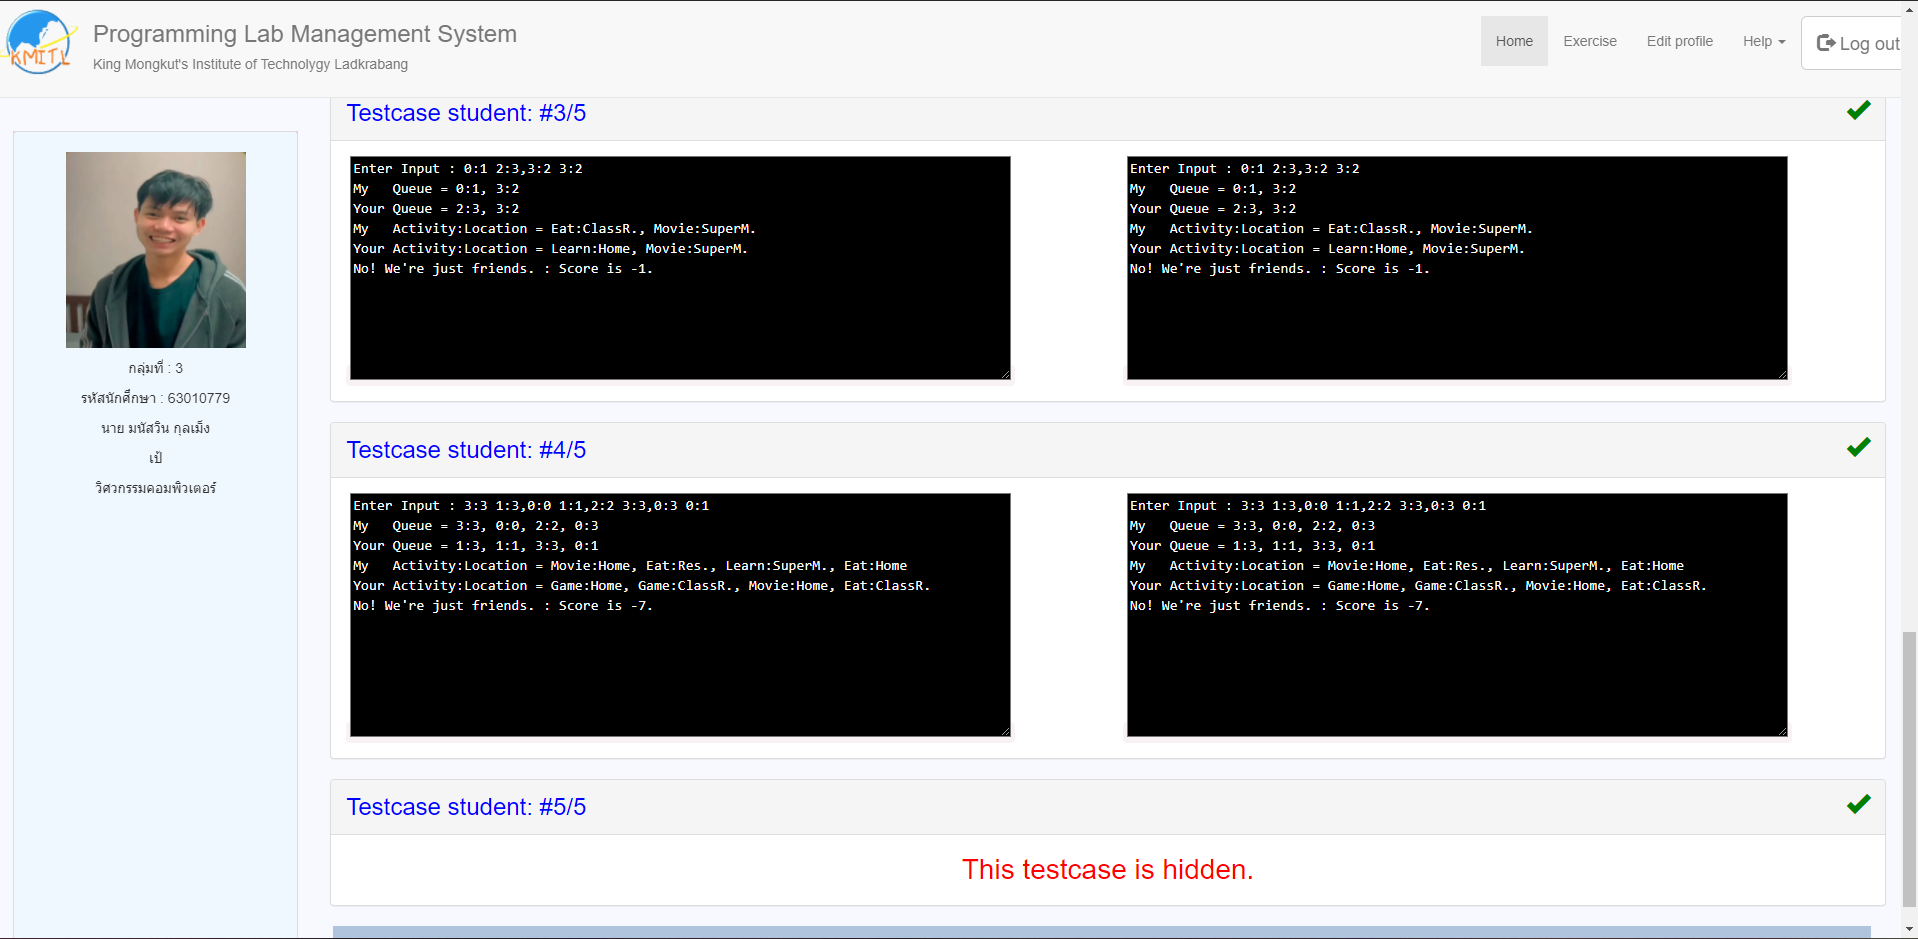 KMITL
Programming Lab Management System
King Mongkut's Institute of Technolygy Ladkrabang
Home
Exercise
Edit profile
Help
Log out
กลุ่มที่ : 3
รหัสนักศึกษา : 63010779
นาย มนัสวิน กุลเม็ง
เป้
วิศวกรรมคอมพิวเตอร์
Testcase student: #3/5
Enter Input : 0:1 2:3,3:2 3:2
My   Queue = 0:1, 3:2
Your Queue = 2:3, 3:2
My   Activity:Location = Eat:ClassR., Movie:SuperM.
Your Activity:Location = Learn:Home, Movie:SuperM.
No! We're just friends. : Score is -1.
Enter Input : 0:1 2:3,3:2 3:2
My   Queue = 0:1, 3:2
Your Queue = 2:3, 3:2
My   Activity:Location = Eat:ClassR., Movie:SuperM.
Your Activity:Location = Learn:Home, Movie:SuperM.
No! We're just friends. : Score is -1.
Testcase student: #4/5
Enter Input : 3:3 1:3,0:0 1:1,2:2 3:3,0:3 0:1
My   Queue = 3:3, 0:0, 2:2, 0:3
Your Queue = 1:3, 1:1, 3:3, 0:1
My   Activity:Location = Movie:Home, Eat:Res., Learn:SuperM., Eat:Home
Your Activity:Location = Game:Home, Game:ClassR., Movie:Home, Eat:ClassR.
No! We're just friends. : Score is -7.
Enter Input : 3:3 1:3,0:0 1:1,2:2 3:3,0:3 0:1
My   Queue = 3:3, 0:0, 2:2, 0:3
Your Queue = 1:3, 1:1, 3:3, 0:1
My   Activity:Location = Movie:Home, Eat:Res., Learn:SuperM., Eat:Home
Your Activity:Location = Game:Home, Game:ClassR., Movie:Home, Eat:ClassR.
No! We're just friends. : Score is -7.
Testcase student: #5/5
This testcase is hidden.